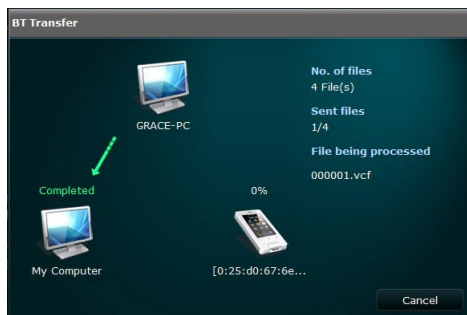 BT Transfer
No. of files
4 File(s)
GRACE-PC
Sent files
1/4
File being processed
000001.vcf
Completed
0%
My Computer
[0:25:d0:67:6e...
Cancel